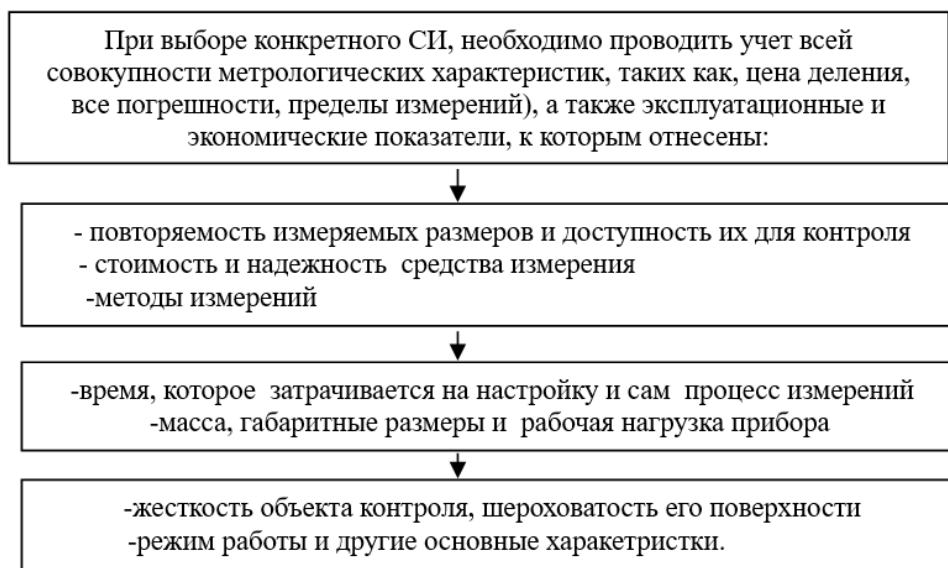 При выборе конкретного СИ, необходимо проводить учет всей
совокупности метрологических характеристик, таких как, цена деления,
все погрешности, пределы измерений), а также эксплуатационные и
экономические показатели, к которым отнесены:
- повторяемость измеряемых размеров и доступность их для контроля
- стоимость и надежность средства измерения
-методы измерений
-время, которое затрачивается на настройку и сам процесс измерений
-масса, габаритные размеры и рабочая нагрузка прибора
-жесткость объекта контроля, шероховатость его поверхности
-режим работы и другие основные харакетристки.